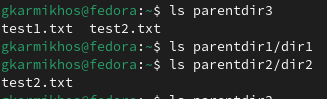 gkarmikhos@fedora:~$ ls parentdir3
test1.txt  test2.txt
gkarmikhos@fedora:~$ ls parentdir1/dir1
gkarmikhos@fedora:~$ ls parentdir2/dir2
test2.txt